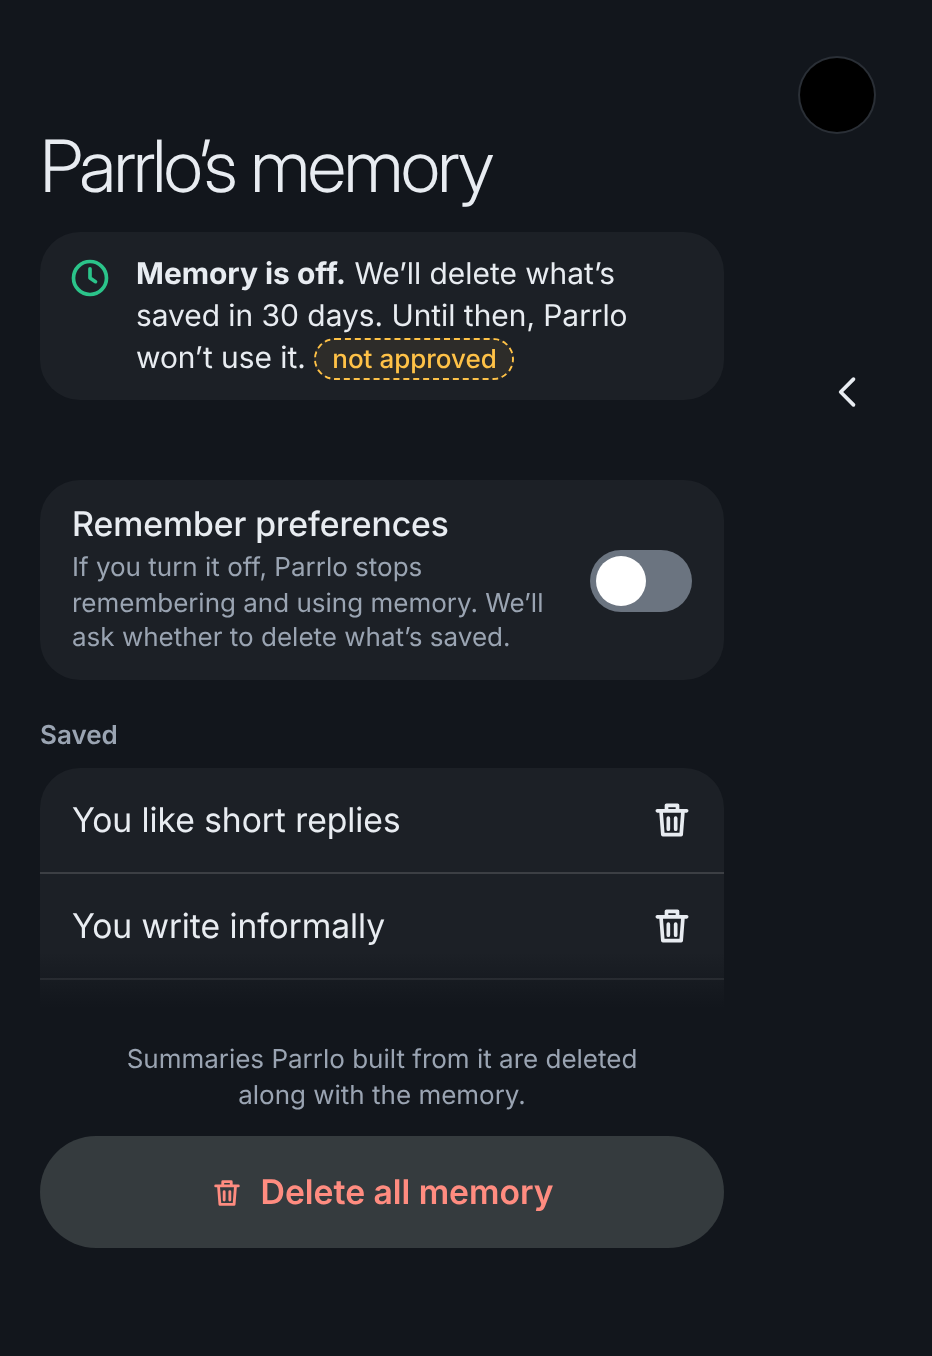 Parrlo’s memory
Memory is off. We’ll delete what’s
saved in 30 days. Until then, Parrlo
won’t use it. not approved
Remember preferences
If you turn it off, Parrlo stops
remembering and using memory. We’ll
ask whether to delete what’s saved.
Saved
You like short replies
You write informally
Summaries Parrlo built from it are deleted
along with the memory.
Delete all memory